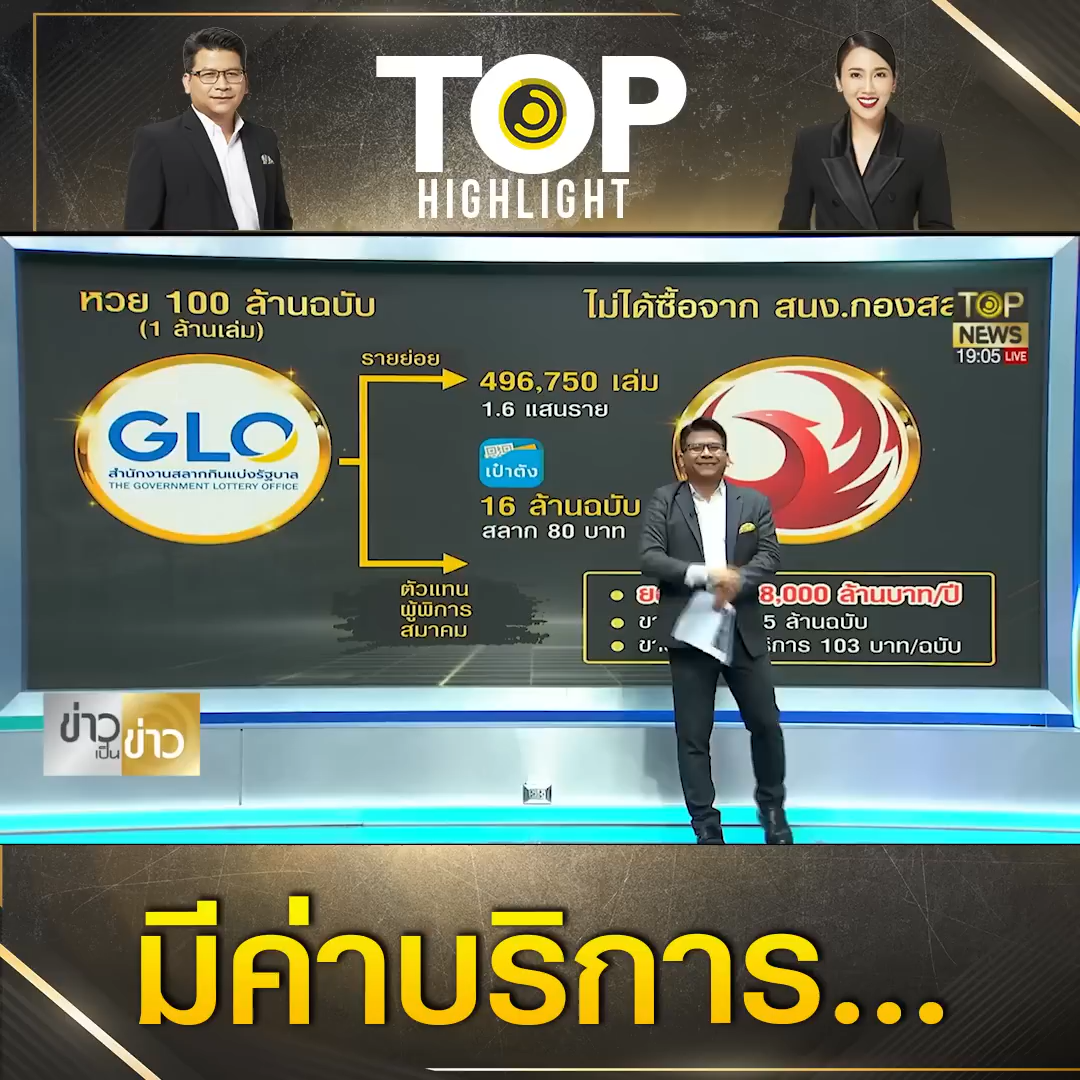 TOP
HIGHLIGHT
หวย 100 ล้านฉบับ
(1 ล้านเล่ม)
ไม่ได้ซื้อจาก สนง.กองสล
TOP
NEWS
19:05 LIVE
รายย่อย
496,750 เล่ม
1.6 แสนราย
GLO
สำนักงานสลากกินแบ่งรัฐบาล
THE GOVERNMENT LOTTERY OFFICE
เป๋าตัง
16 ล้านฉบับ
สลาก 80 บาท
ตัวแทน
ผู้พิการ
สมาคม
8,000 ล้านบาท/ปี
5 ล้านฉบับ
103 บาท/ฉบับ
ข่าว
เป็น
ข่าว
มีค่าบริการ...